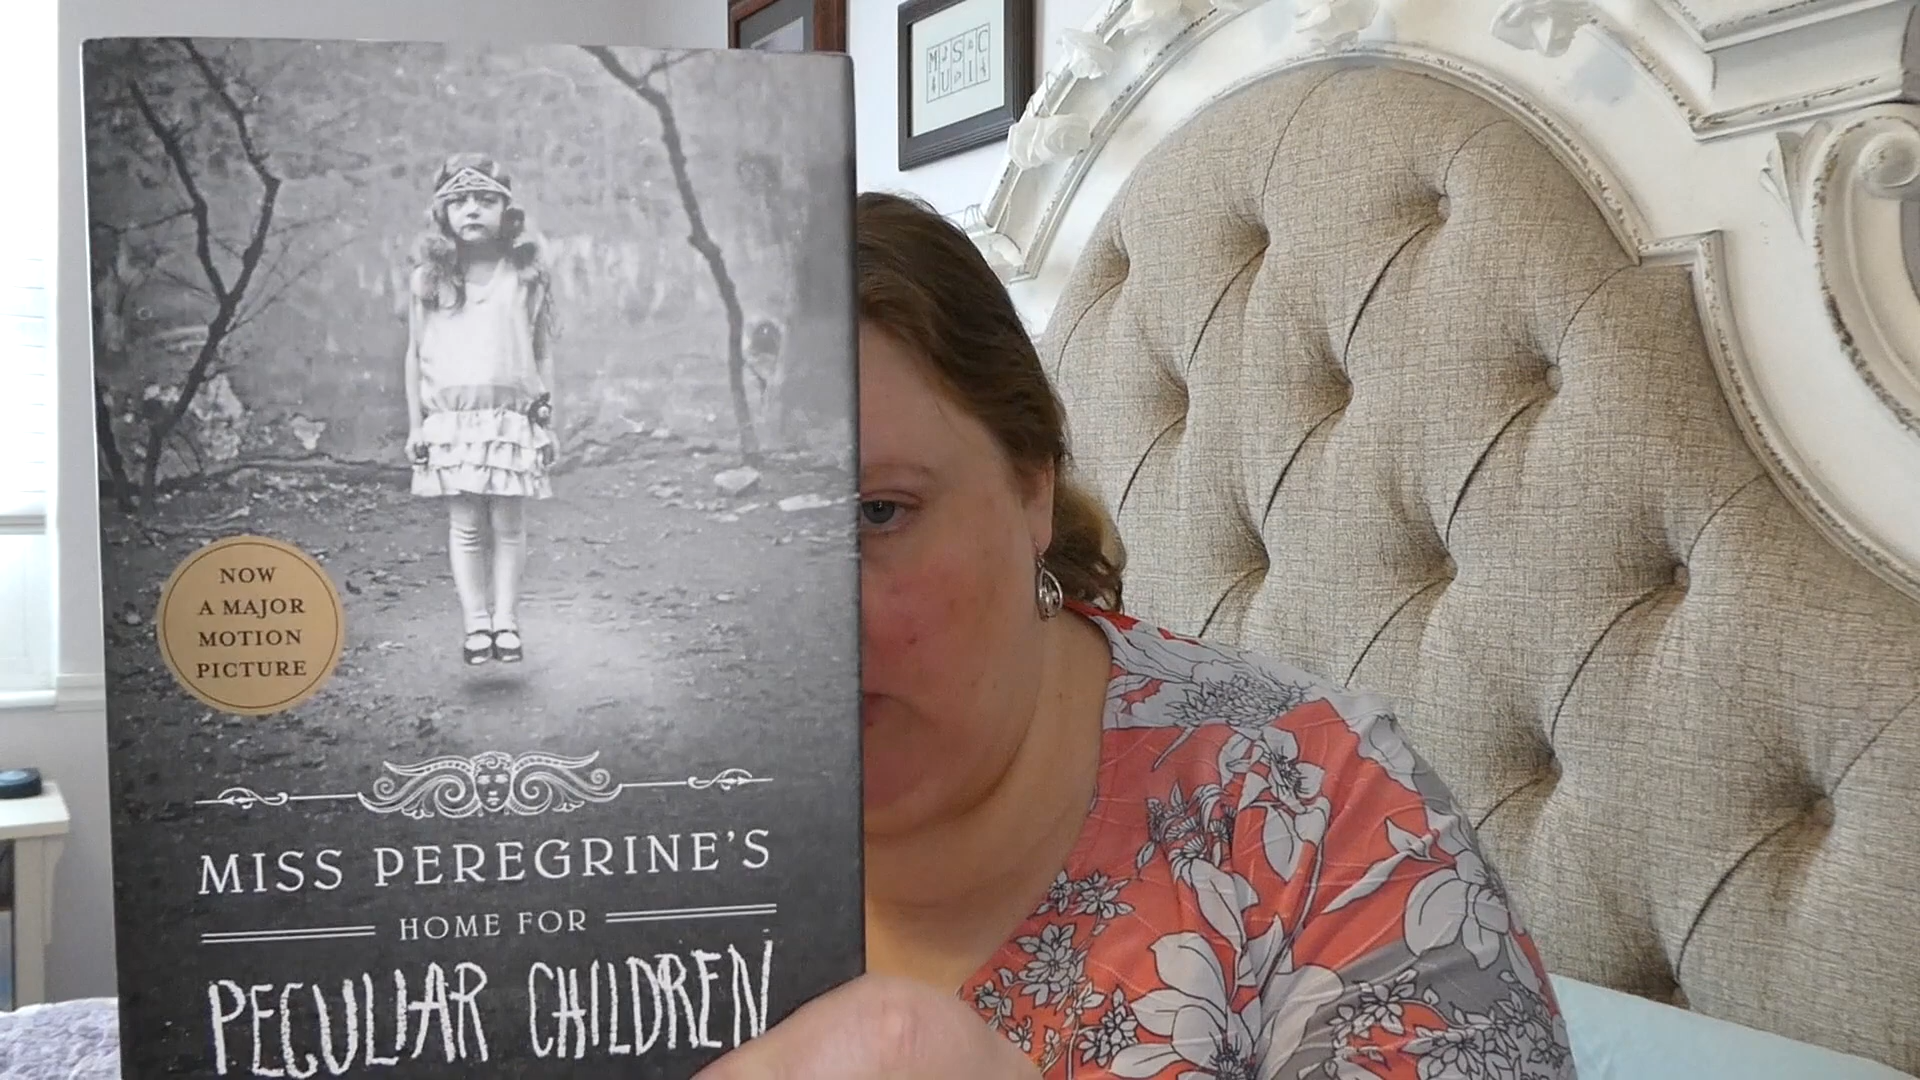 M S C
U I
NOW
A MAJOR
MOTION
PICTURE
MISS PEREGRINE'S
HOME FOR
PECULIAR CHILDREN